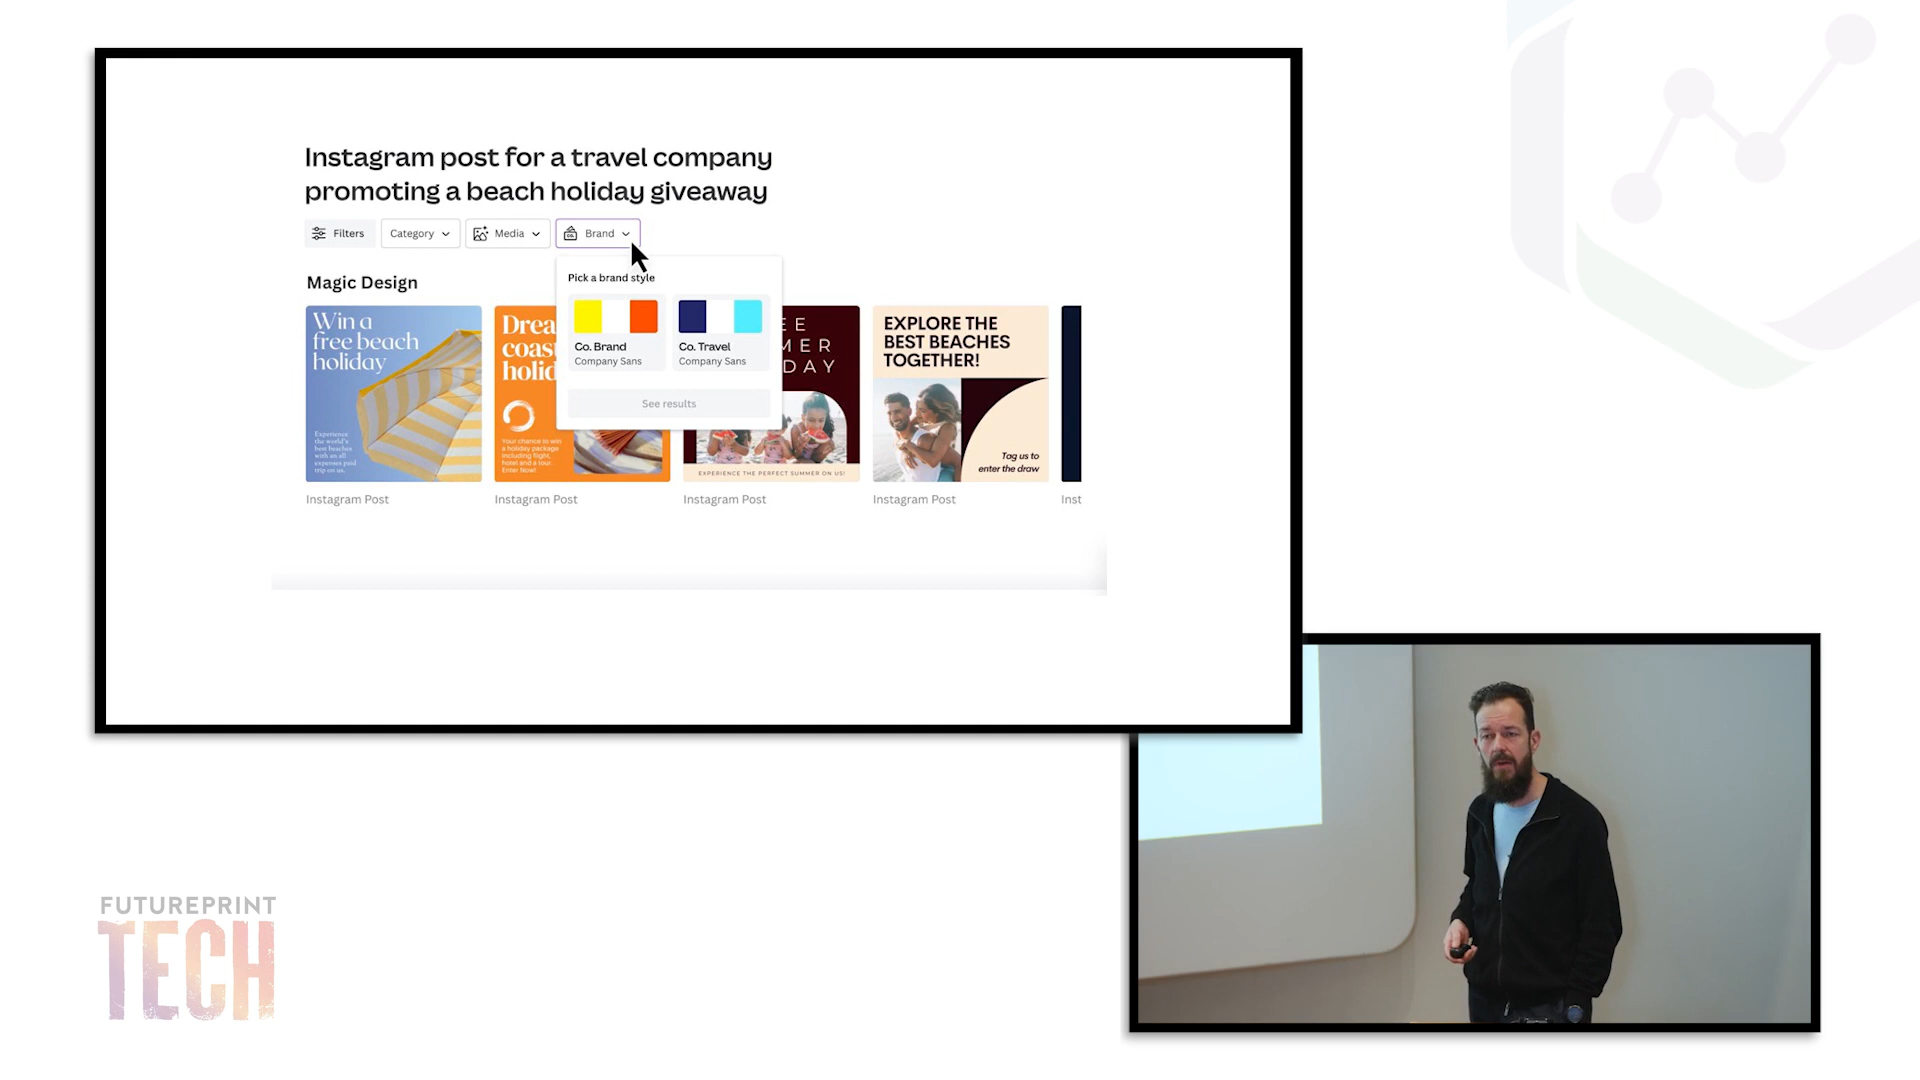 Instagram post for a travel company
promoting a beach holiday giveaway
Filters
Category
Media
CO.
Brand
Pick a brand style
Co. Brand
Company Sans
Co. Travel
Company Sans
See results
Magic Design
Win a
free beach
holiday
Experience
the world's
best beaches
with an all
expenses paid
trip on us.
Instagram Post
Drea
coas
holid
Your chance to win
a holiday package
including flight,
hotel and a tour.
Enter Now!
Instagram Post
EE
MER
DAY
EXPERIENCE THE PERFECT SUMMER ON US!
Instagram Post
EXPLORE THE
BEST BEACHES
TOGETHER!
Tag us to
enter the draw
Instagram Post
Inst
FUTUREPRINT
TECH